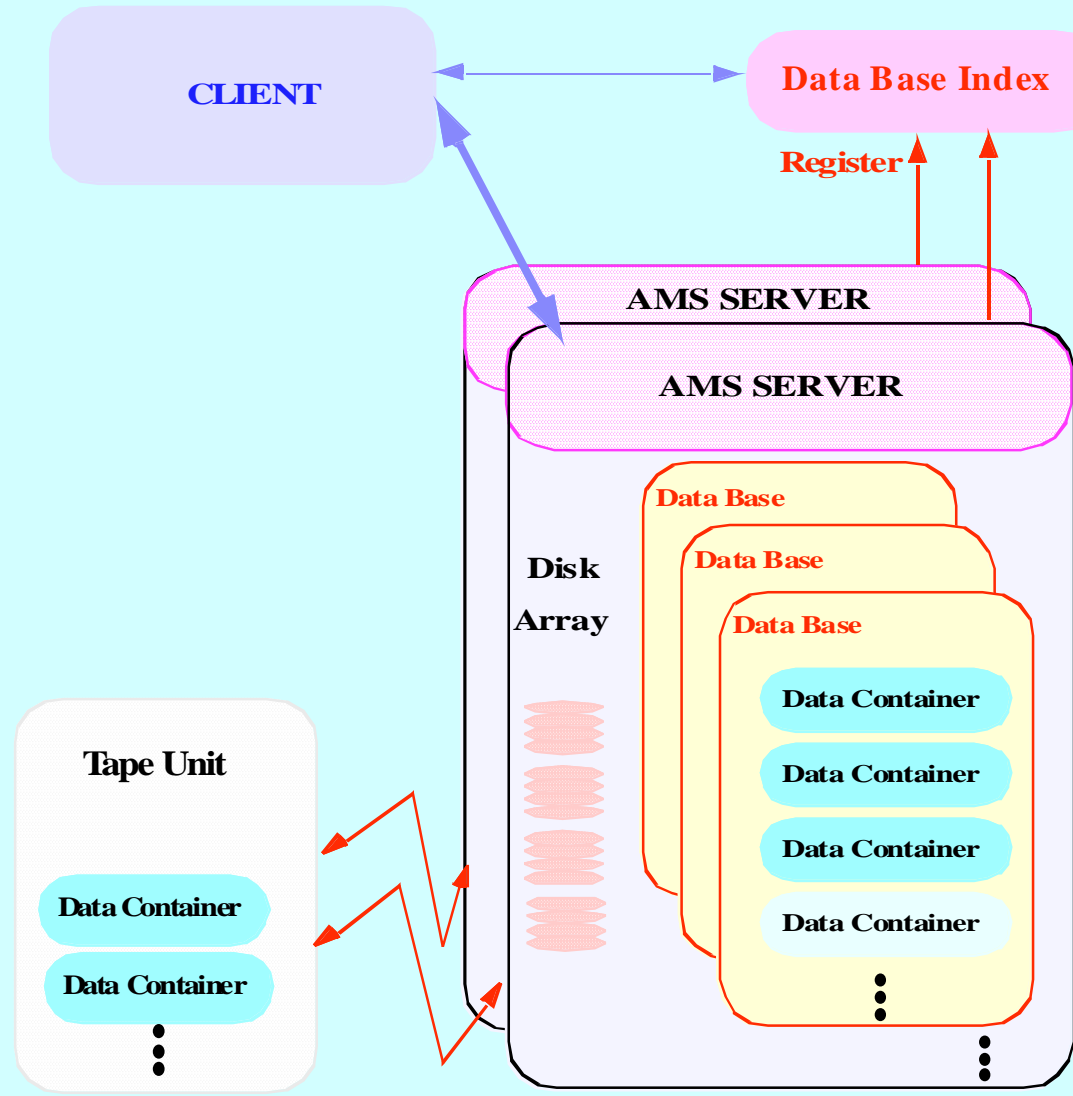 CLIENT
Data Base Index
Register
AMS SERVER
AMS SERVER
Data Base
Data Base
Data Base
Disk
Array
Data Container
Data Container
Data Container
Data Container
Tape Unit
Data Container
Data Container